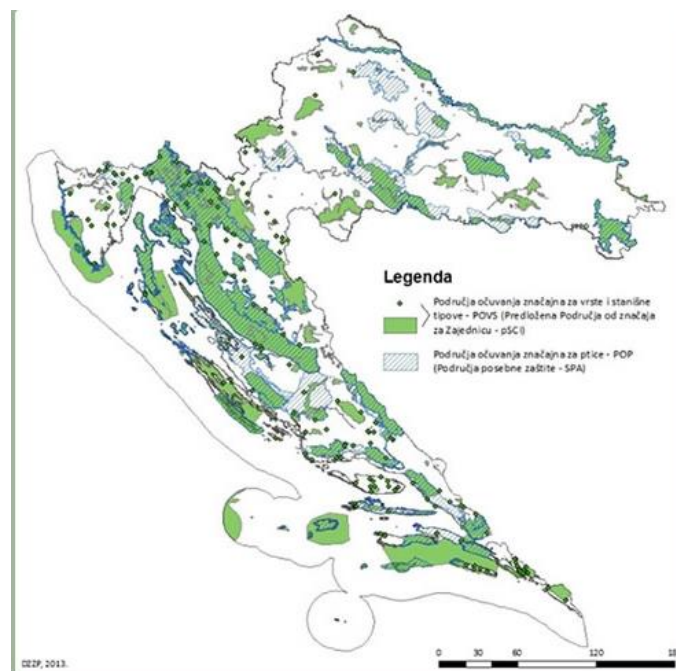 Legenda
Područja očuvanja značajna za vrste i stanišne
tipove - POVS (Predložena Područja od značaja
za Zajednicu - pSCI)
Područja očuvanja značajna za ptice - POP
(Područja posebne zaštite - SPA)
DZZP, 2013.
0 30 60 120 18